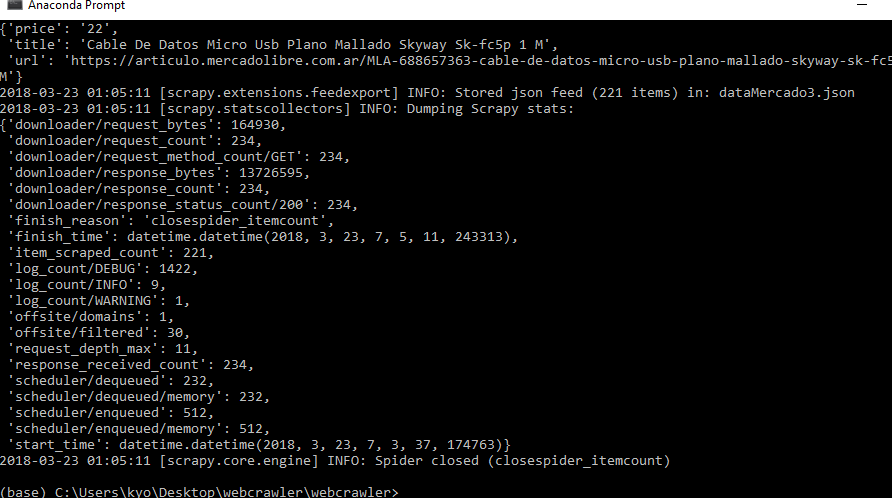 Anaconda Prompt
{'price': '22',
 'title': 'Cable De Datos Micro Usb Plano Mallado Skyway Sk-fc5p 1 M',
 'url': 'https://articulo.mercadolibre.com.ar/MLA-688657363-cable-de-datos-micro-usb-plano-mallado-skyway-sk-fc5
M'}
2018-03-23 01:05:11 [scrapy.extensions.feedexport] INFO: Stored json feed (221 items) in: dataMercado3.json
2018-03-23 01:05:11 [scrapy.statscollectors] INFO: Dumping Scrapy stats:
{'downloader/request_bytes': 164930,
 'downloader/request_count': 234,
 'downloader/request_method_count/GET': 234,
 'downloader/response_bytes': 13726595,
 'downloader/response_count': 234,
 'downloader/response_status_count/200': 234,
 'finish_reason': 'closespider_itemcount',
 'finish_time': datetime.datetime(2018, 3, 23, 7, 5, 11, 243313),
 'item_scraped_count': 221,
 'log_count/DEBUG': 1422,
 'log_count/INFO': 9,
 'log_count/WARNING': 1,
 'offsite/domains': 1,
 'offsite/filtered': 30,
 'request_depth_max': 11,
 'response_received_count': 234,
 'scheduler/dequeued': 232,
 'scheduler/dequeued/memory': 232,
 'scheduler/enqueued': 512,
 'scheduler/enqueued/memory': 512,
 'start_time': datetime.datetime(2018, 3, 23, 7, 3, 37, 174763)}
2018-03-23 01:05:11 [scrapy.core.engine] INFO: Spider closed (closespider_itemcount)
(base) C:\Users\kyo\Desktop\webcrawler\webcrawler>